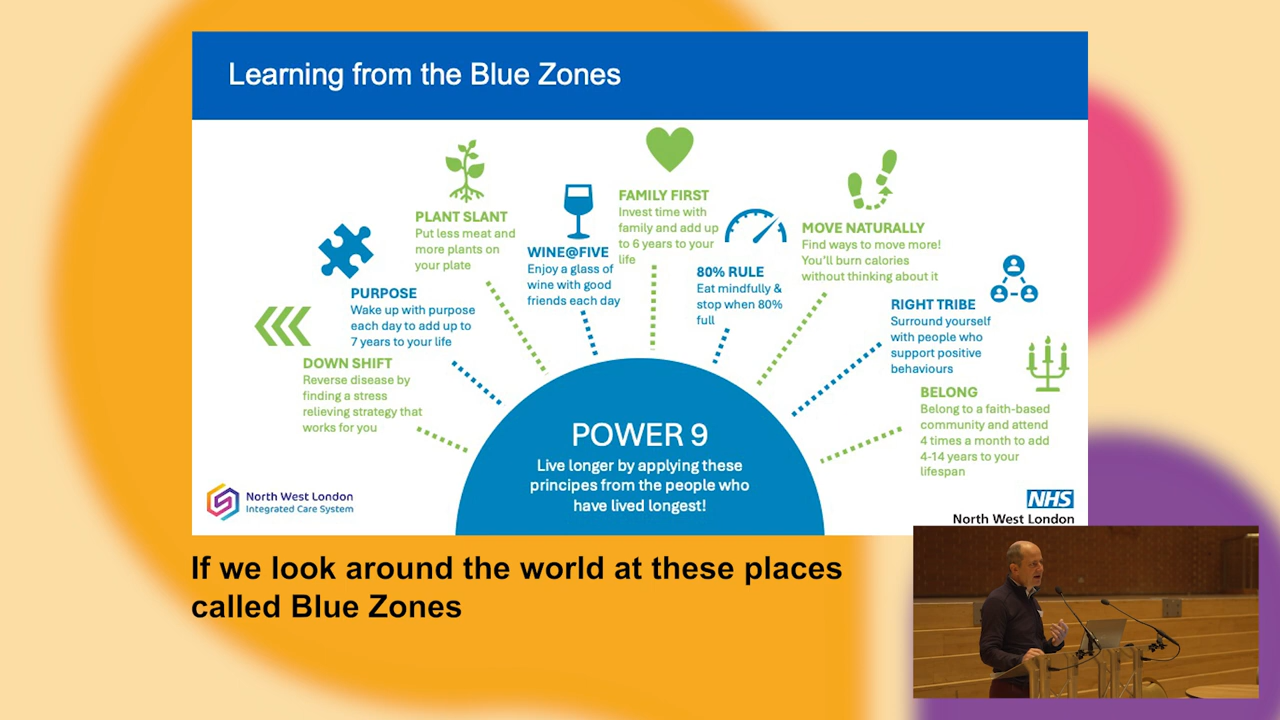 Learning from the Blue Zones
DOWN SHIFT
Reverse disease by
finding a stress
relieving strategy that
works for you
PURPOSE
Wake up with purpose
each day to add up to
7 years to your life
PLANT SLANT
Put less meat and
more plants on
your plate
WINE@FIVE
Enjoy a glass of
wine with good
friends each day
FAMILY FIRST
Invest time with
family and add up
to 6 years to your
life
80% RULE
Eat mindfully &
stop when 80%
full
MOVE NATURALLY
Find ways to move more!
You'll burn calories
without thinking about it
RIGHT TRIBE
Surround yourself
with people who
support positive
behaviours
BELONG
Belong to a faith-based
community and attend
4 times a month to add
4-14 years to your
lifespan
POWER 9
Live longer by applying these
principes from the people who
have lived longest!
North West London
Integrated Care System
NHS
North West London
If we look around the world at these places
called Blue Zones